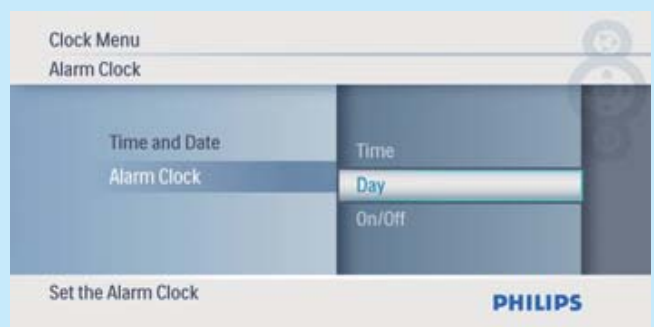 Clock Menu
Alarm Clock
Time and Date
Alarm Clock
Time
Day
On/Off
Set the Alarm Clock
PHILIPS